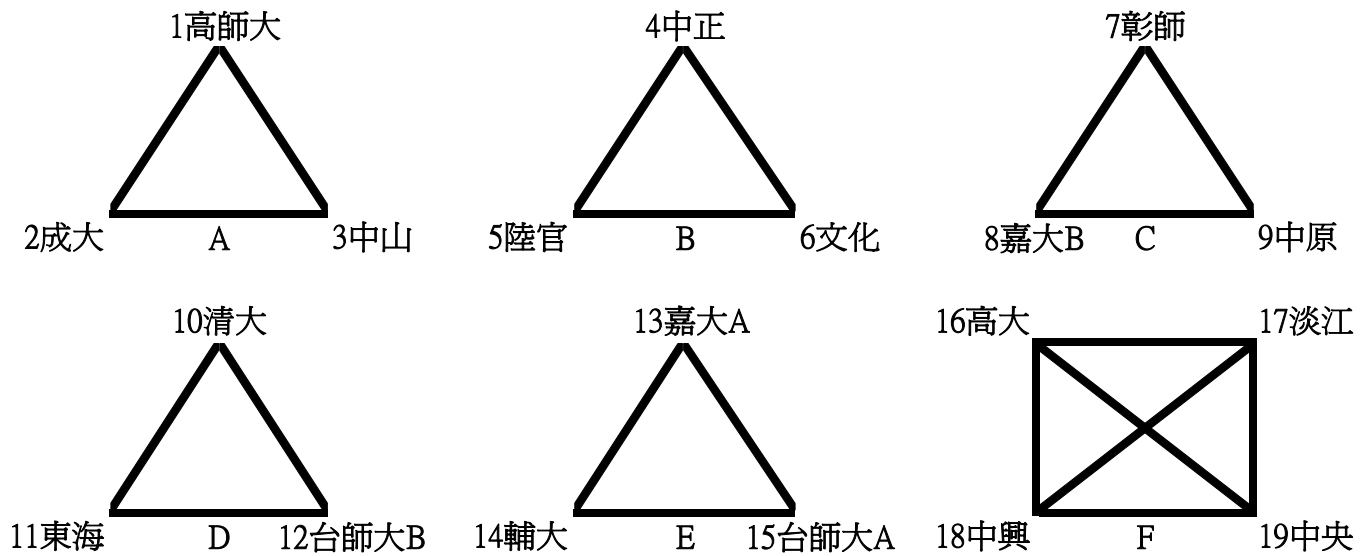 1高師大
2成大
A
3中山
4中正
5陸官
B
6文化
7彰師
8嘉大B
C
9中原
10清大
11東海
D
12台師大B
13嘉大A
14輔大
E
15台師大A
16高大
17淡江
18中興
F
19中央